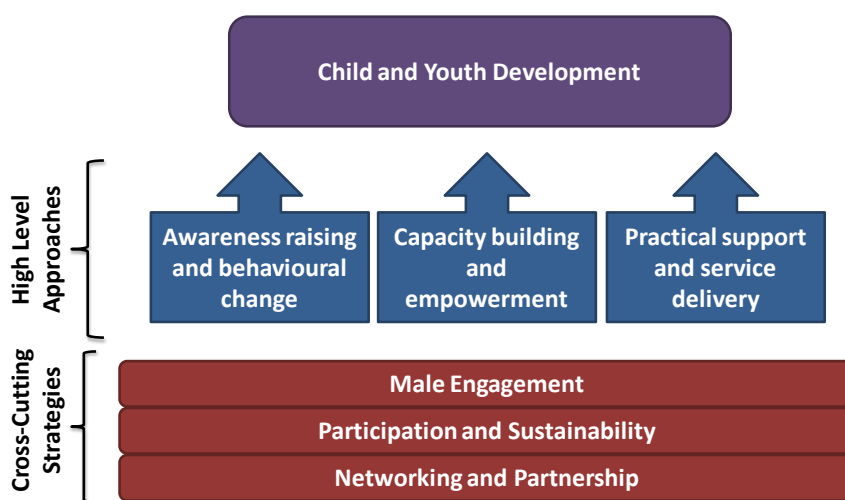 Child and Youth Development
High Level
Approaches
Awareness raising
and behavioural
change
Capacity building
and
empowerment
Practical support
and service
delivery
Cross-Cutting
Strategies
Male Engagement
Participation and Sustainability
Networking and Partnership